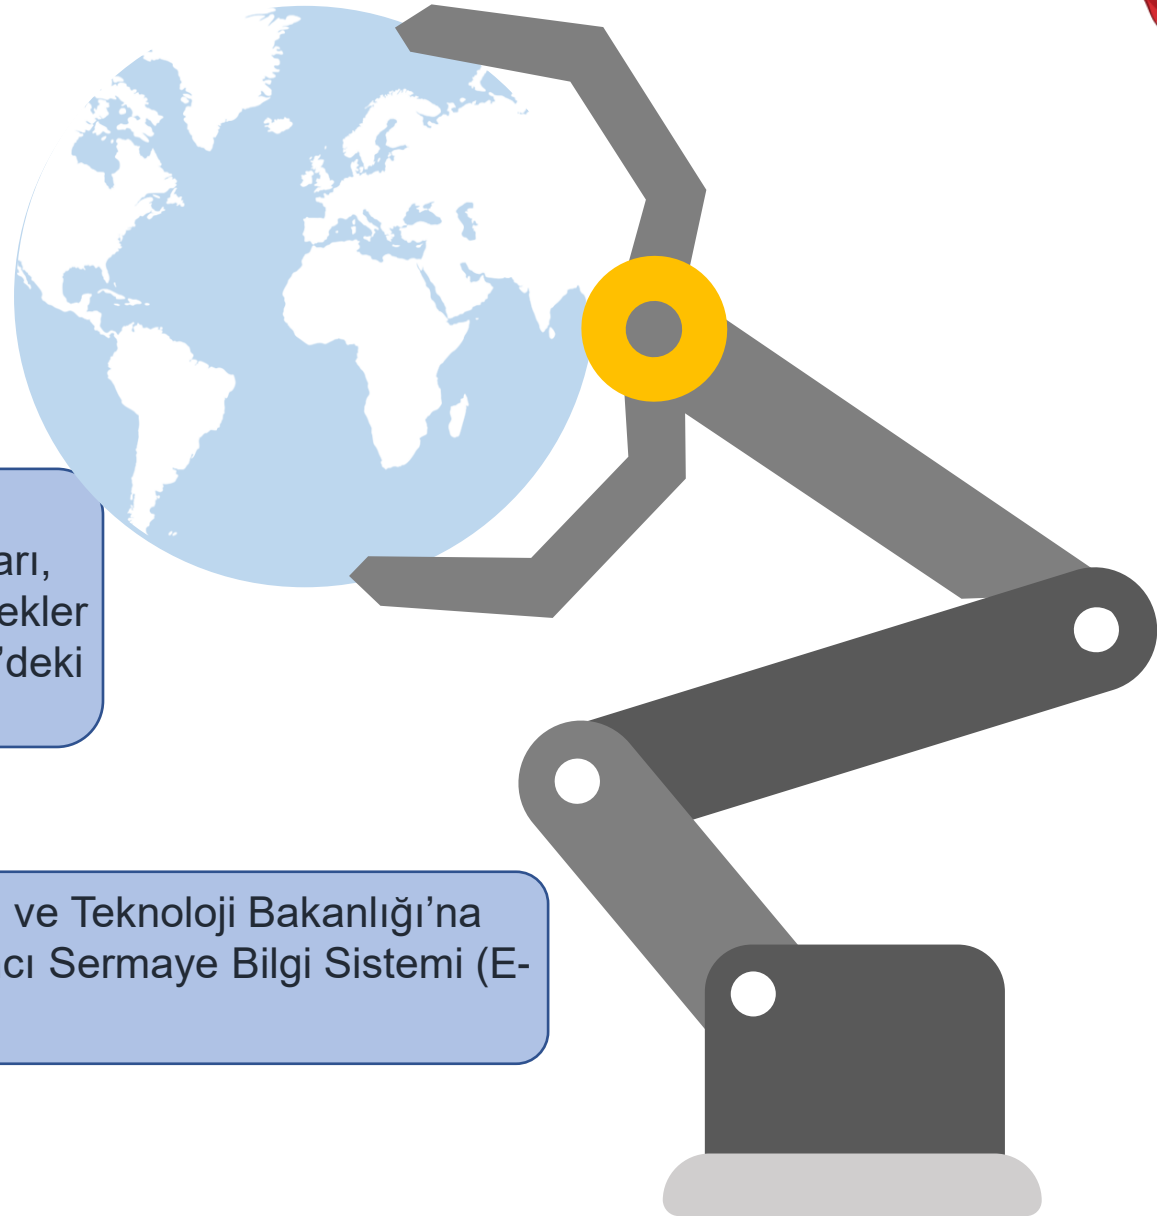 arı,
ekler
'deki
ve Teknoloji Bakanlığı’na
cı Sermaye Bilgi Sistemi (E-